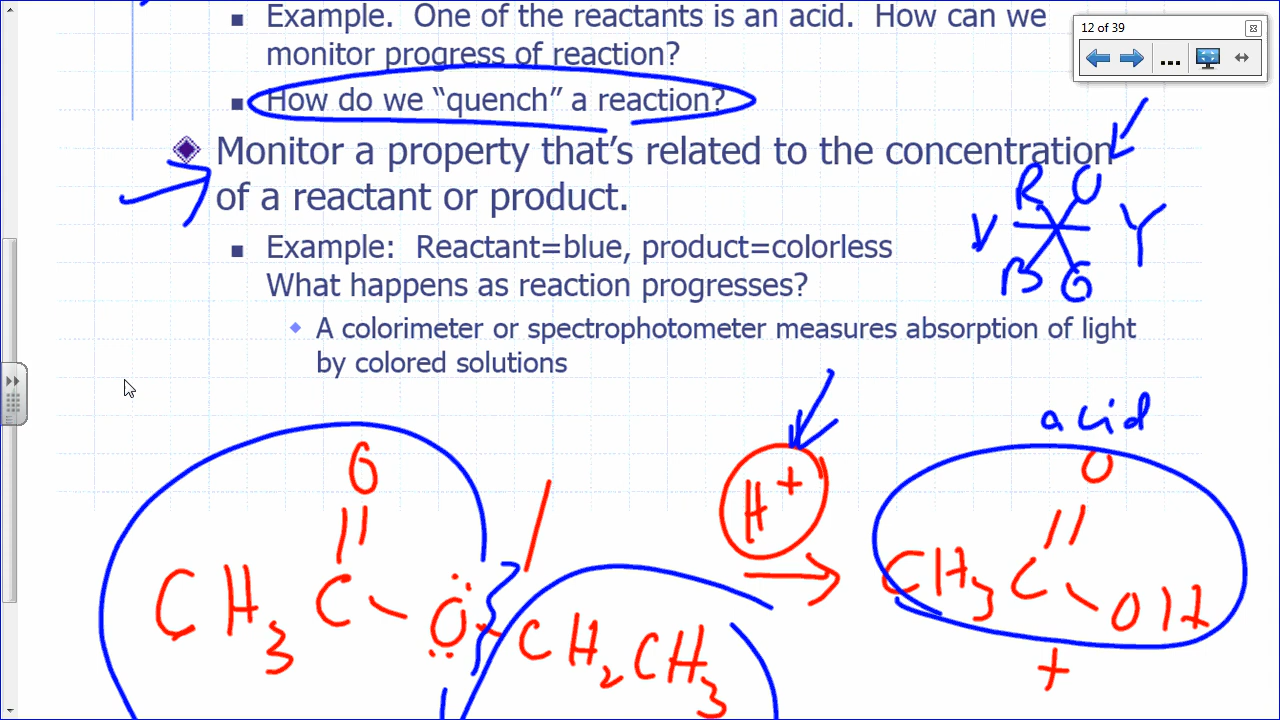 Example. One of the reactants is an acid. How can we
monitor progress of reaction?
12 of 39
How do we “quench” a reaction?
Monitor a property that’s related to the concentration
of a reactant or product.
R O
V Y
B G
Example: Reactant=blue, product=colorless
What happens as reaction progresses?
A colorimeter or spectrophotometer measures absorption of light
by colored solutions
acid
O H+ O
CH3 C O CH2CH3 CH3 C OH
+